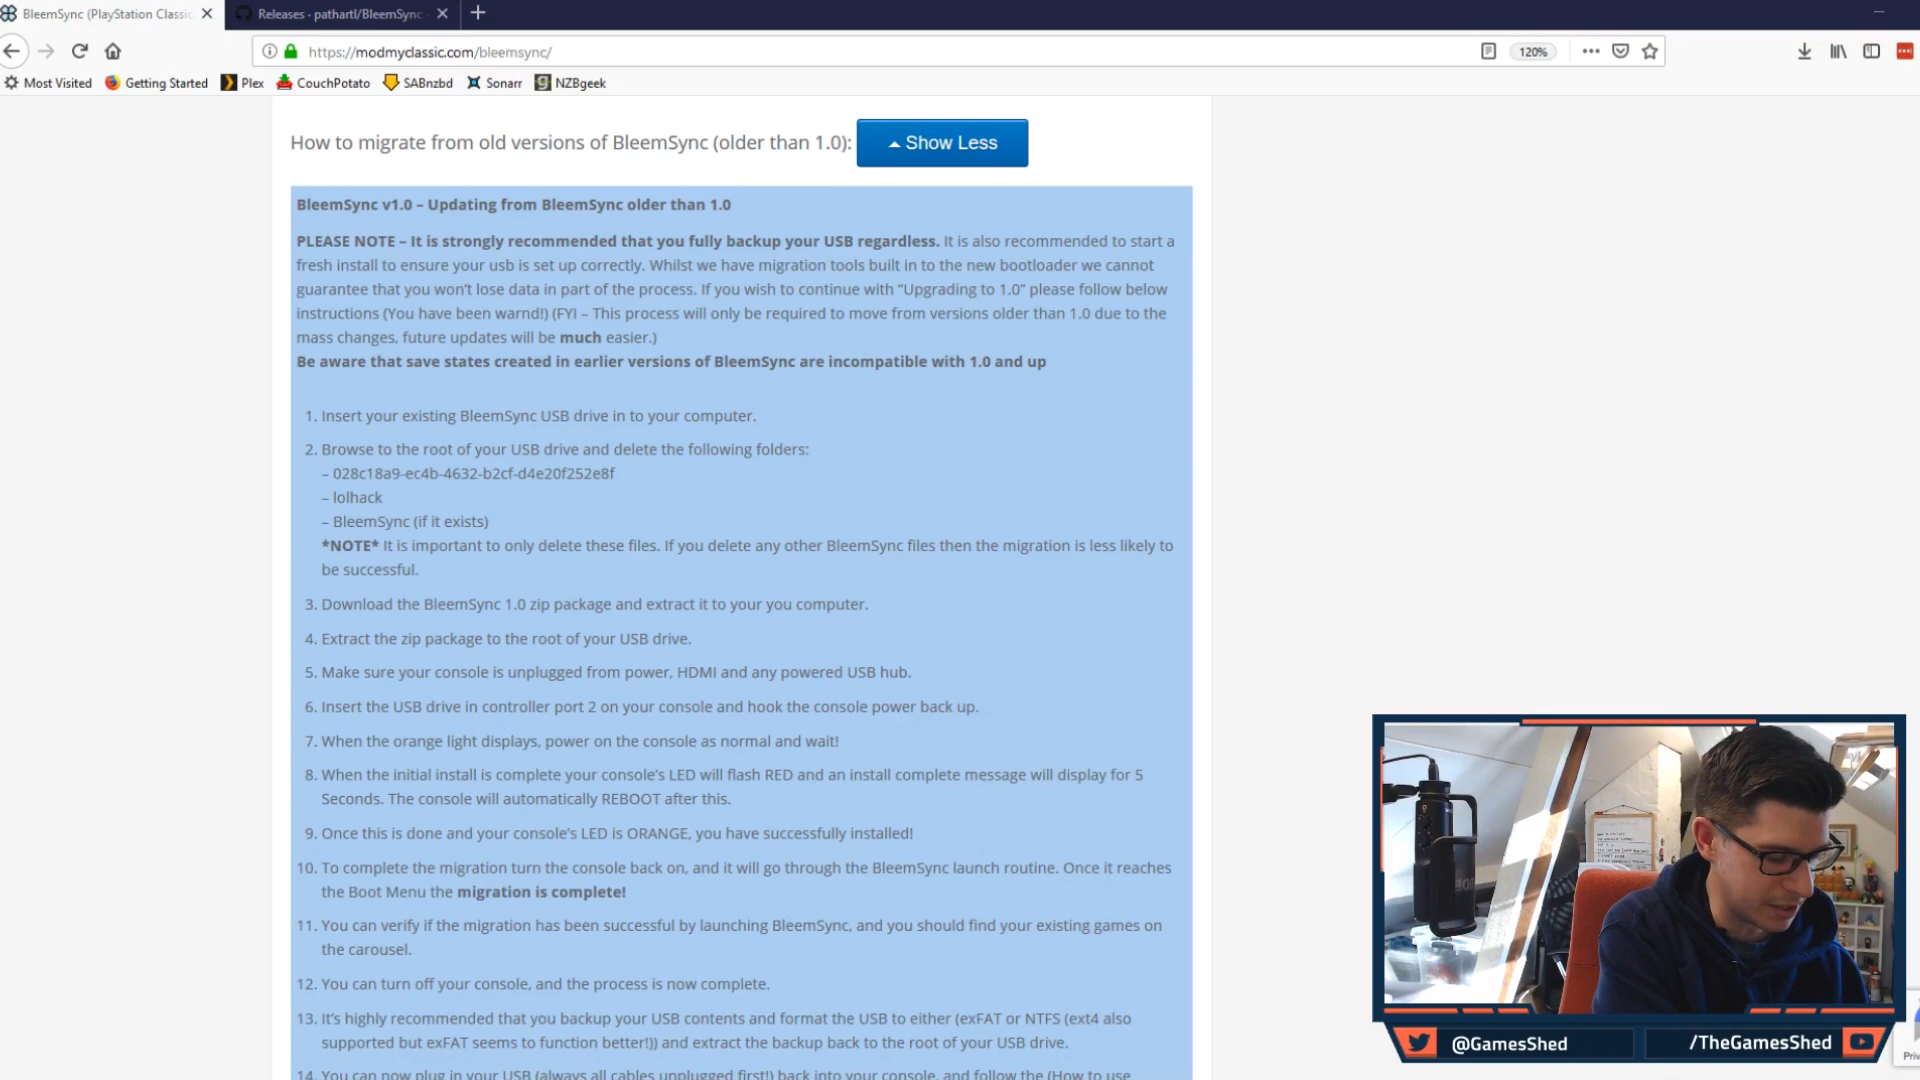 BleemSync (PlayStation Classic
Releases - pathartl/BleemSync
https://modmyclassic.com/bleemsync/
120%
Most Visited
Getting Started
Plex
CouchPotato
SABnzbd
Sonarr
NZBgeek
How to migrate from old versions of BleemSync (older than 1.0):
Show Less
BleemSync v1.0 – Updating from BleemSync older than 1.0
PLEASE NOTE – It is strongly recommended that you fully backup your USB regardless. It is also recommended to start a
fresh install to ensure your usb is set up correctly. Whilst we have migration tools built in to the new bootloader we cannot
guarantee that you won't lose data in part of the process. If you wish to continue with "Upgrading to 1.0" please follow below
instructions (You have been warnd!) (FYI – This process will only be required to move from versions older than 1.0 due to the
mass changes, future updates will be much easier.)
Be aware that save states created in earlier versions of BleemSync are incompatible with 1.0 and up
1. Insert your existing BleemSync USB drive in to your computer.
2. Browse to the root of your USB drive and delete the following folders:
– 028c18a9-ec4b-4632-b2cf-d4e20f252e8f
– lolhack
– BleemSync (if it exists)
*NOTE* It is important to only delete these files. If you delete any other BleemSync files then the migration is less likely to
be successful.
3. Download the BleemSync 1.0 zip package and extract it to your you computer.
4. Extract the zip package to the root of your USB drive.
5. Make sure your console is unplugged from power, HDMI and any powered USB hub.
6. Insert the USB drive in controller port 2 on your console and hook the console power back up.
7. When the orange light displays, power on the console as normal and wait!
8. When the initial install is complete your console's LED will flash RED and an install complete message will display for 5
Seconds. The console will automatically REBOOT after this.
9. Once this is done and your console's LED is ORANGE, you have successfully installed!
10. To complete the migration turn the console back on, and it will go through the BleemSync launch routine. Once it reaches
the Boot Menu the migration is complete!
11. You can verify if the migration has been successful by launching BleemSync, and you should find your existing games on
the carousel.
12. You can turn off your console, and the process is now complete.
13. It's highly recommended that you backup your USB contents and format the USB to either (exFAT or NTFS (ext4 also
supported but exFAT seems to function better!)) and extract the backup back to the root of your USB drive.
14. You can now plug in your USB (always all cables unplugged first!) back into your console, and follow the (How to use
@GamesShed
/TheGamesShed